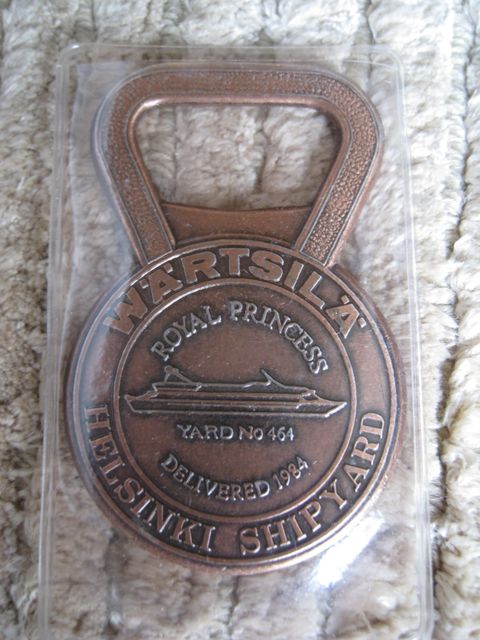 WÄRTSILÄ
ROYAL PRINCESS
YARD NO 464
DELIVERED 1984
HELSINKI SHIPYARD